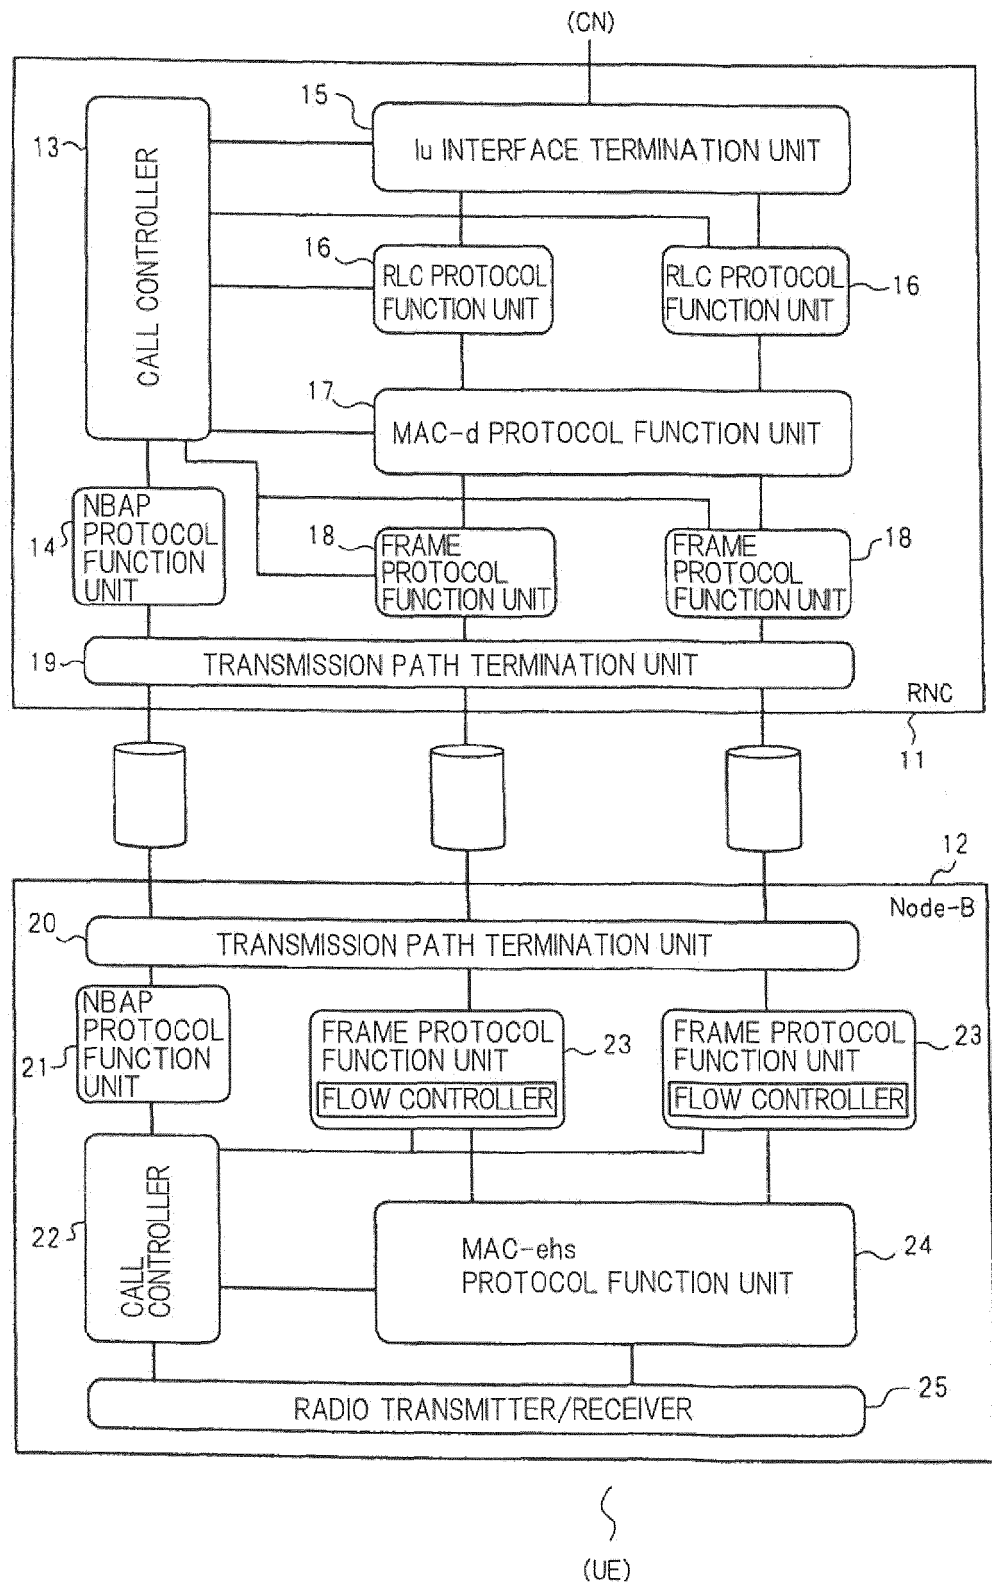 (CN)
15
13
Iu INTERFACE TERMINATION UNIT
CALL CONTROLLER
16
RLC PROTOCOL
FUNCTION UNIT
RLC PROTOCOL
FUNCTION UNIT
16
17
MAC-d PROTOCOL FUNCTION UNIT
NBAP
PROTOCOL
FUNCTION
UNIT
14
18
FRAME
PROTOCOL
FUNCTION UNIT
FRAME
PROTOCOL
FUNCTION UNIT
18
19
TRANSMISSION PATH TERMINATION UNIT
RNC
11
12
Node-B
20
TRANSMISSION PATH TERMINATION UNIT
NBAP
PROTOCOL
FUNCTION
UNIT
21
FRAME PROTOCOL
FUNCTION UNIT
FLOW CONTROLLER
23
FRAME PROTOCOL
FUNCTION UNIT
FLOW CONTROLLER
23
22
CALL
CONTROLLER
MAC-ehs
PROTOCOL FUNCTION UNIT
24
RADIO TRANSMITTER/RECEIVER
25
(UE)